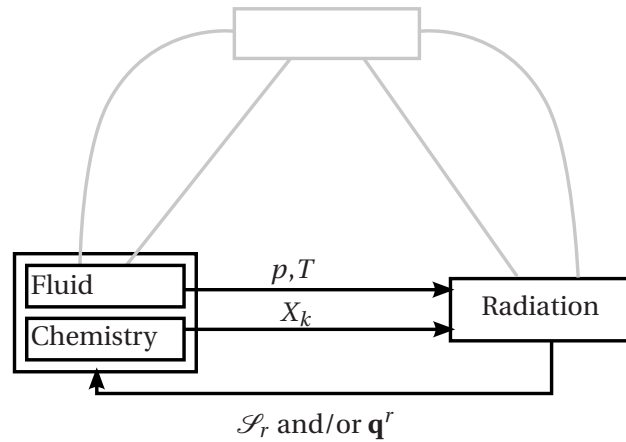 Fluid
p,T
Radiation
Chemistry
X_k
𝒮_r and/or q^r